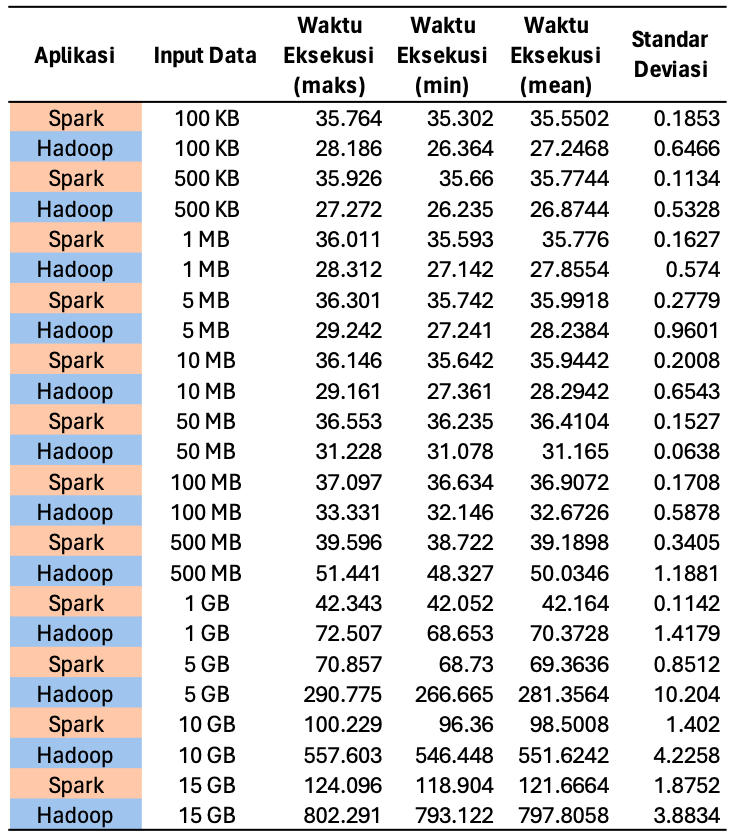 Aplikasi Input Data Waktu Eksekusi (maks) Waktu Eksekusi (min) Waktu Eksekusi (mean) Standar Deviasi
Spark 100 KB 35.764 35.302 35.5502 0.1853
Hadoop 100 KB 28.186 26.364 27.2468 0.6466
Spark 500 KB 35.926 35.66 35.7744 0.1134
Hadoop 500 KB 27.272 26.235 26.8744 0.5328
Spark 1 MB 36.011 35.593 35.776 0.1627
Hadoop 1 MB 28.312 27.142 27.8554 0.574
Spark 5 MB 36.301 35.742 35.9918 0.2779
Hadoop 5 MB 29.242 27.241 28.2384 0.9601
Spark 10 MB 36.146 35.642 35.9442 0.2008
Hadoop 10 MB 29.161 27.361 28.2942 0.6543
Spark 50 MB 36.553 36.235 36.4104 0.1527
Hadoop 50 MB 31.228 31.078 31.165 0.0638
Spark 100 MB 37.097 36.634 36.9072 0.1708
Hadoop 100 MB 33.331 32.146 32.6726 0.5878
Spark 500 MB 39.596 38.722 39.1898 0.3405
Hadoop 500 MB 51.441 48.327 50.0346 1.1881
Spark 1 GB 42.343 42.052 42.164 0.1142
Hadoop 1 GB 72.507 68.653 70.3728 1.4179
Spark 5 GB 70.857 68.73 69.3636 0.8512
Hadoop 5 GB 290.775 266.665 281.3564 10.204
Spark 10 GB 100.229 96.36 98.5008 1.402
Hadoop 10 GB 557.603 546.448 551.6242 4.2258
Spark 15 GB 124.096 118.904 121.6664 1.8752
Hadoop 15 GB 802.291 793.122 797.8058 3.8834